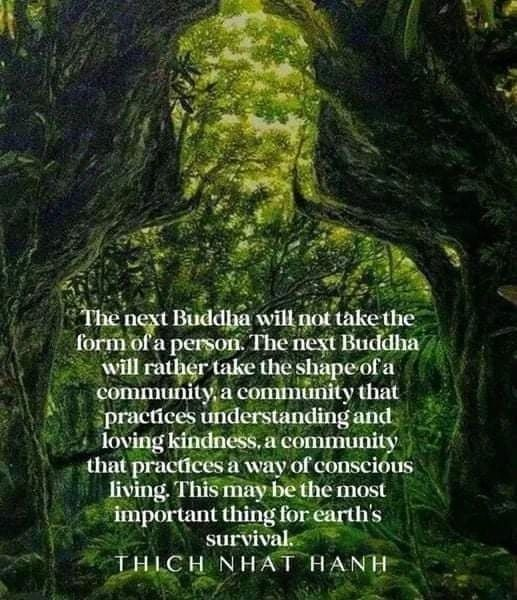 The next Buddha will not take the
form of a person. The next Buddha
will rather take the shape of a
community, a community that
practices understanding and
loving kindness, a community
that practices a way of conscious
living. This may be the most
important thing for earth's
survival.
THICH NHAT HANH